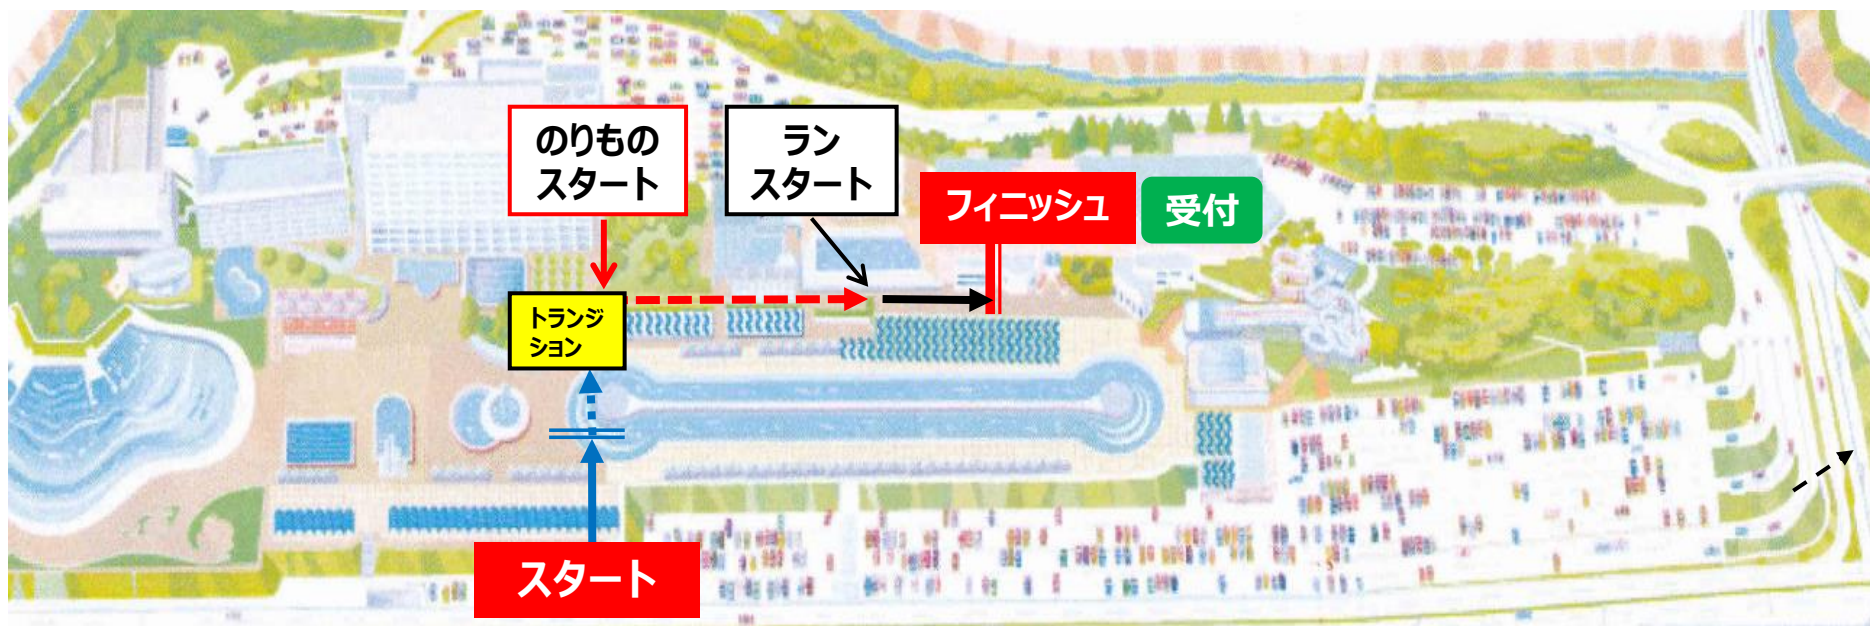 のりもの
スタート
ラン
スタート
フィニッシュ
受付
トランジ
ション
スタート